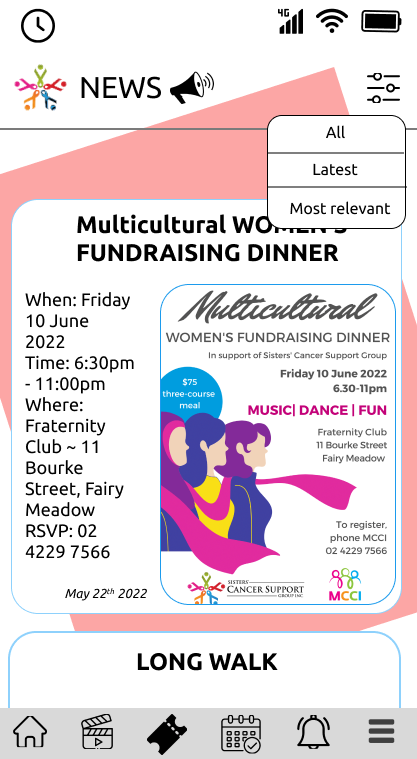 4G
NEWS
All
Latest
Most relevant
Multicultural WOMEN'S
FUNDRAISING DINNER
When: Friday
10 June
2022
Time: 6:30pm
- 11:00pm
Where:
Fraternity
Club ~ 11
Bourke
Street, Fairy
Meadow
RSVP: 02
4229 7566
May 22th 2022
Multicultural
WOMEN'S FUNDRAISING DINNER
In support of Sisters' Cancer Support Group
Friday 10 June 2022
6.30-11pm
$75
three-course
meal
MUSIC| DANCE | FUN
Fraternity Club
11 Bourke Street
Fairy Meadow
To register,
phone MCCI
02 4229 7566
SISTERS'
CANCER SUPPORT
GROUP INC
MCCI
LONG WALK